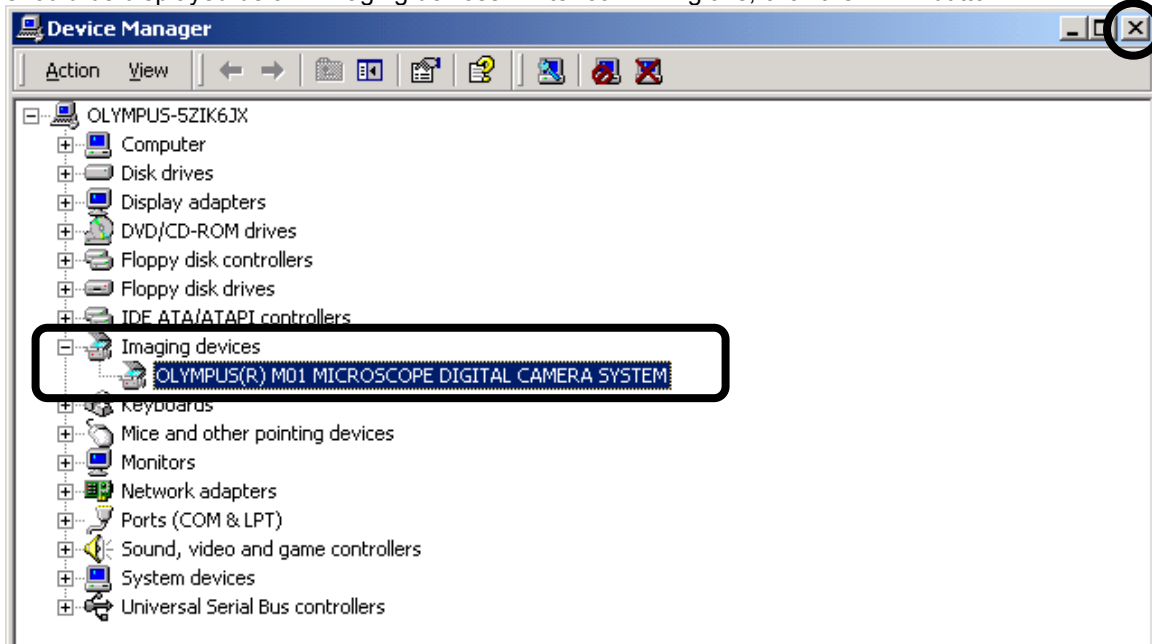 Device Manager
Action View
OLYMPUS-5ZIK6JX
Computer
Disk drives
Display adapters
DVD/CD-ROM drives
Floppy disk controllers
Floppy disk drives
IDE ATA/ATAPI controllers
Imaging devices
OLYMPUS(R) M01 MICROSCOPE DIGITAL CAMERA SYSTEM
Keyboards
Mice and other pointing devices
Monitors
Network adapters
Ports (COM & LPT)
Sound, video and game controllers
System devices
Universal Serial Bus controllers